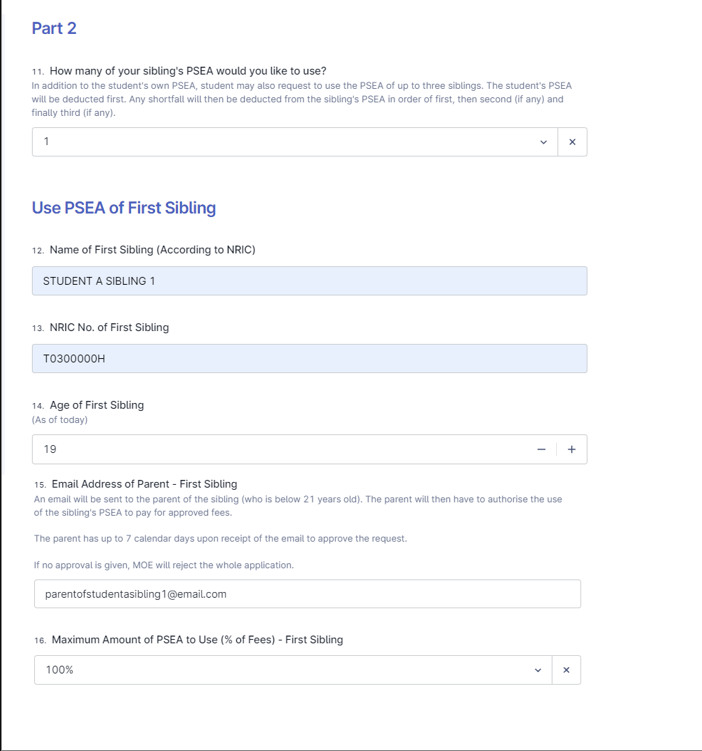 Part 2
11. How many of your sibling's PSEA would you like to use?
In addition to the student's own PSEA, student may also request to use the PSEA of up to three siblings. The student's PSEA
will be deducted first. Any shortfall will then be deducted from the sibling's PSEA in order of first, then second (if any) and
finally third (if any).
1
Use PSEA of First Sibling
12. Name of First Sibling (According to NRIC)
STUDENT A SIBLING 1
13. NRIC No. of First Sibling
T0300000H
14. Age of First Sibling
(As of today)
19
15. Email Address of Parent - First Sibling
An email will be sent to the parent of the sibling (who is below 21 years old). The parent will then have to authorise the use
of the sibling's PSEA to pay for approved fees.
The parent has up to 7 calendar days upon receipt of the email to approve the request.
If no approval is given, MOE will reject the whole application.
parentofstudentasibling1@email.com
16. Maximum Amount of PSEA to Use (% of Fees) - First Sibling
100%